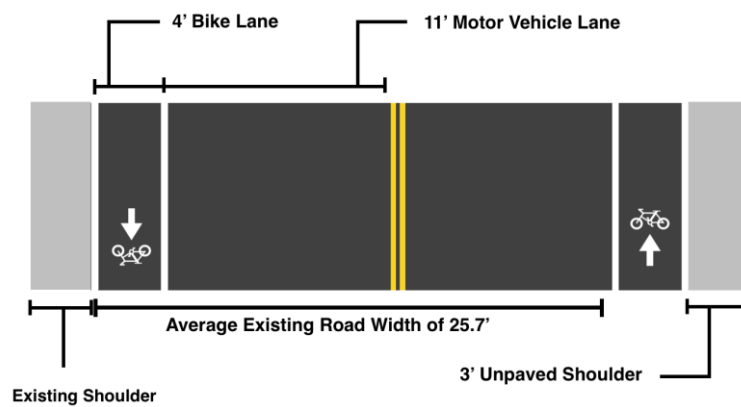 4’ Bike Lane
11’ Motor Vehicle Lane
Average Existing Road Width of 25.7’
3’ Unpaved Shoulder
Existing Shoulder